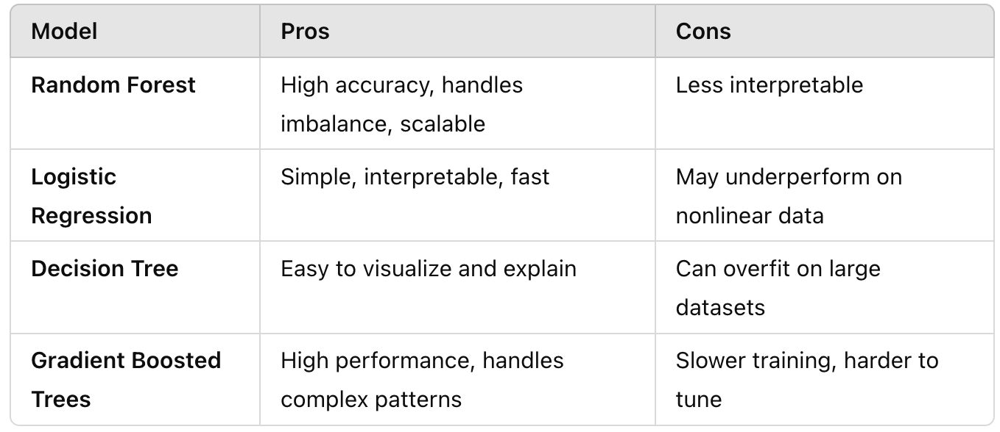 Model
Pros
Cons
Random Forest
High accuracy, handles
imbalance, scalable
Less interpretable
Logistic
Regression
Simple, interpretable, fast
May underperform on
nonlinear data
Decision Tree
Easy to visualize and explain
Can overfit on large
datasets
Gradient Boosted
Trees
High performance, handles
complex patterns
Slower training, harder to
tune